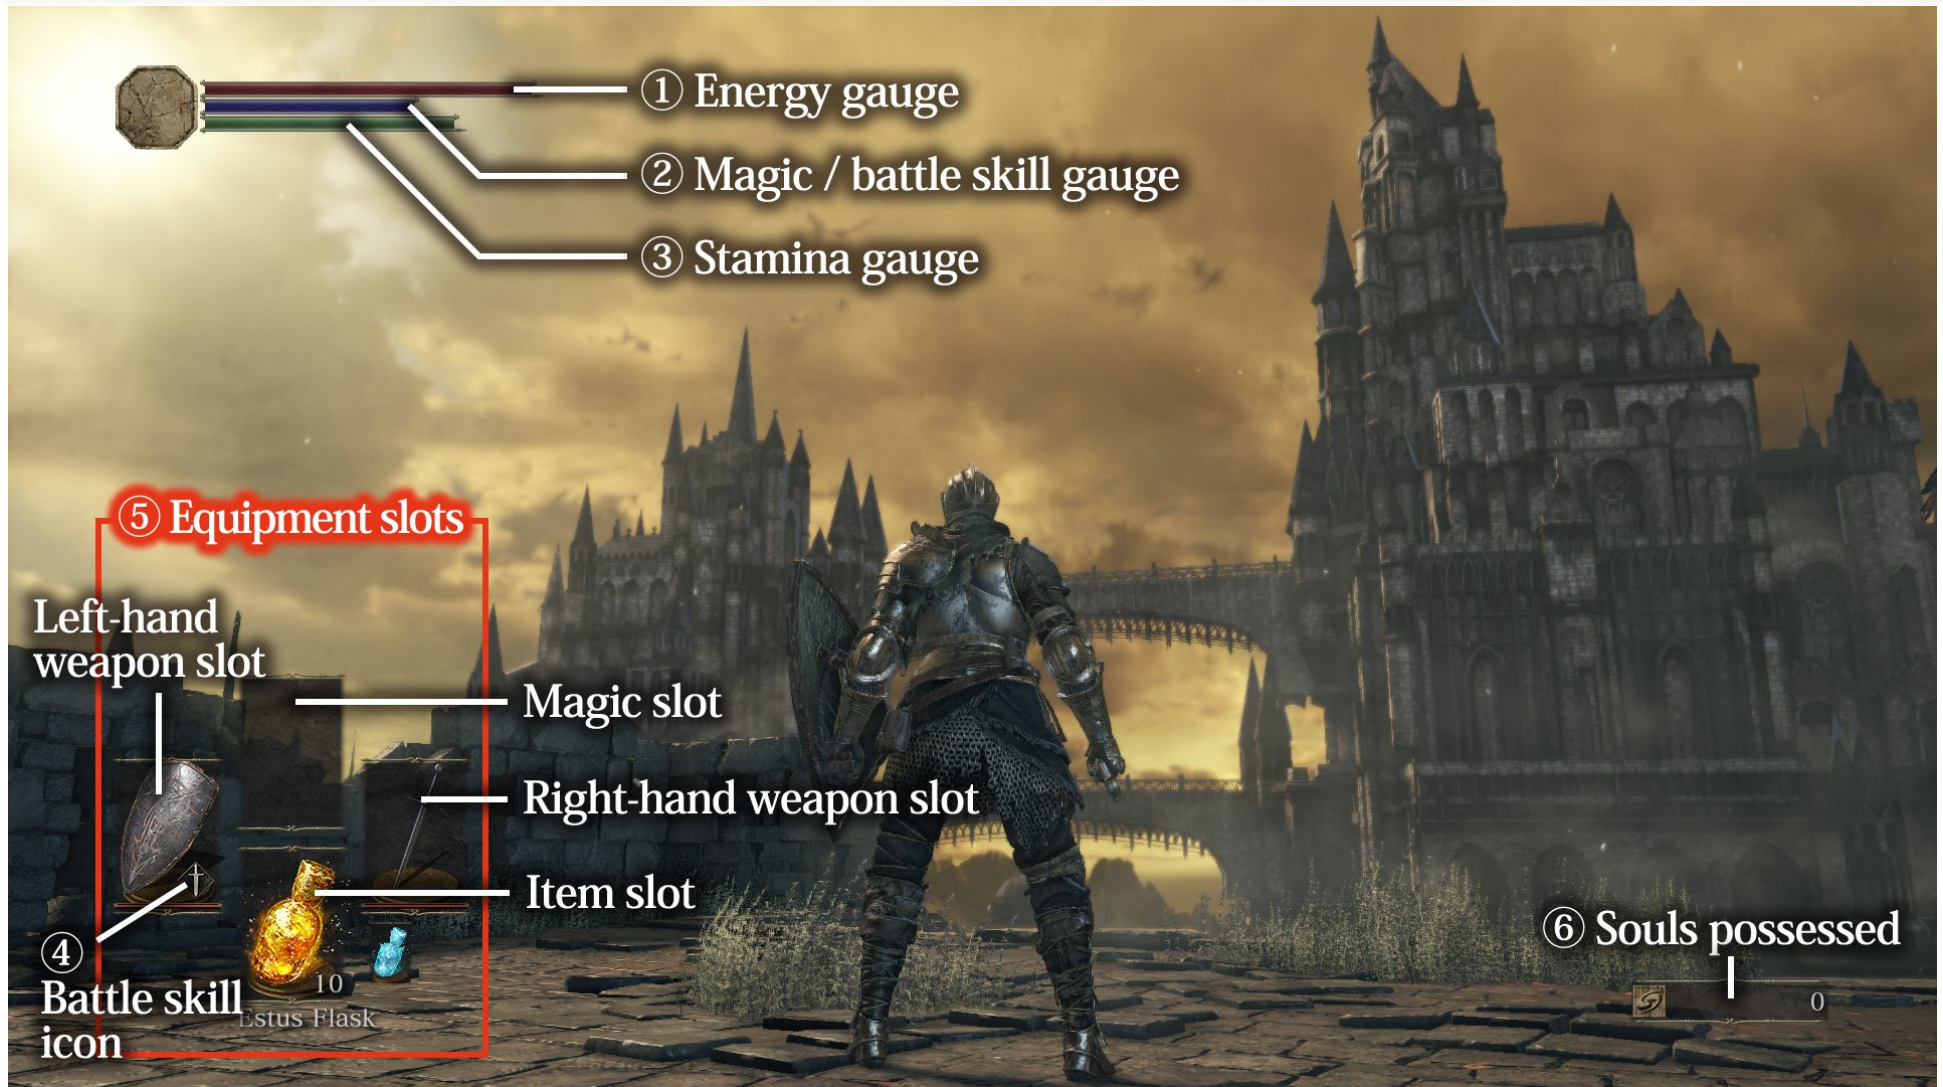 ① Energy gauge
② Magic / battle skill gauge
③ Stamina gauge
⑤ Equipment slots
Left-hand
weapon slot
Magic slot
Right-hand weapon slot
Item slot
④
Battle skill
icon
10
Estus Flask
⑥ Souls possessed
0